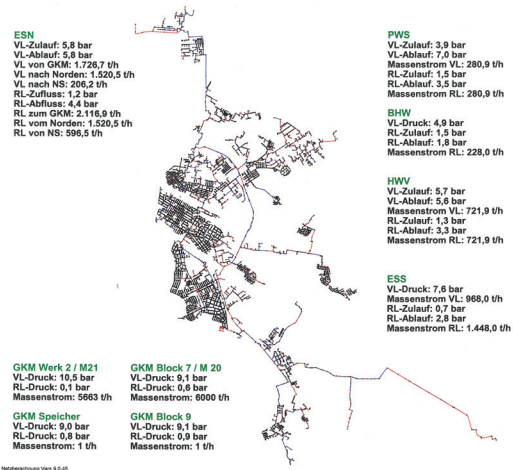 ESN
VL-Zulauf: 5,8 bar
VL-Ablauf: 5,8 bar
VL von GKM: 1.726,7 t/h
VL nach Norden: 1.520,5 t/h
VL nach NS: 206,2 t/h
RL-Zufluss: 1,2 bar
RL-Abfluss: 4,4 bar
RL zum GKM: 2.116,9 t/h
RL vom Norden: 1.520,5 t/h
RL von NS: 596,5 t/h
PWS
VL-Zulauf: 3,9 bar
VL-Ablauf: 7,0 bar
Massenstrom VL: 280,9 t/h
RL-Zulauf: 1,5 bar
RL-Ablauf: 3,5 bar
Massenstrom RL: 280,9 t/h
BHW
VL-Druck: 4,9 bar
RL-Zulauf: 1,5 bar
RL-Ablauf: 1,8 bar
Massenstrom RL: 228,0 t/h
HWV
VL-Zulauf: 5,7 bar
VL-Ablauf: 5,6 bar
Massenstrom VL: 721,9 t/h
RL-Zulauf: 1,3 bar
RL-Ablauf: 3,3 bar
Massenstrom RL: 721,9 t/h
ESS
VL-Druck: 7,6 bar
Massenstrom VL: 968,0 t/h
RL-Zulauf: 0,7 bar
RL-Ablauf: 2,8 bar
Massenstrom RL: 1.448,0 t/h
GKM Werk 2 / M21
VL-Druck: 10,5 bar
RL-Druck: 0,1 bar
Massenstrom: 5663 t/h
GKM Block 7 / M 20
VL-Druck: 9,1 bar
RL-Druck: 0,6 bar
Massenstrom: 6000 t/h
GKM Speicher
VL-Druck: 9,0 bar
RL-Druck: 0,8 bar
Massenstrom: 1 t/h
GKM Block 9
VL-Druck: 9,1 bar
RL-Druck: 0,9 bar
Massenstrom: 1 t/h
Netzberechnung Vers.9.0.45